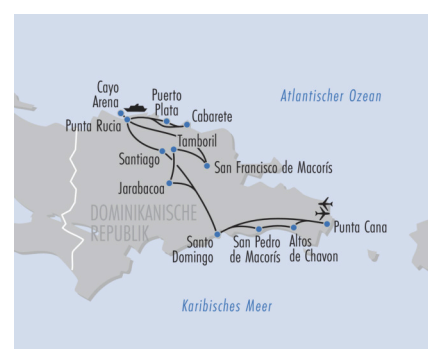 Cayo
Arena
Puerto
Plata
Atlantischer Ozean
Cabarete
Punta Rucia
Tamboril
Santiago
San Francisco de Macorís
Jarabacoa
DOMINIKANISCHE
REPUBLIK
Punta Cana
Santo
Domingo
San Pedro
de Macorís
Altos
de Chavon
Karibisches Meer